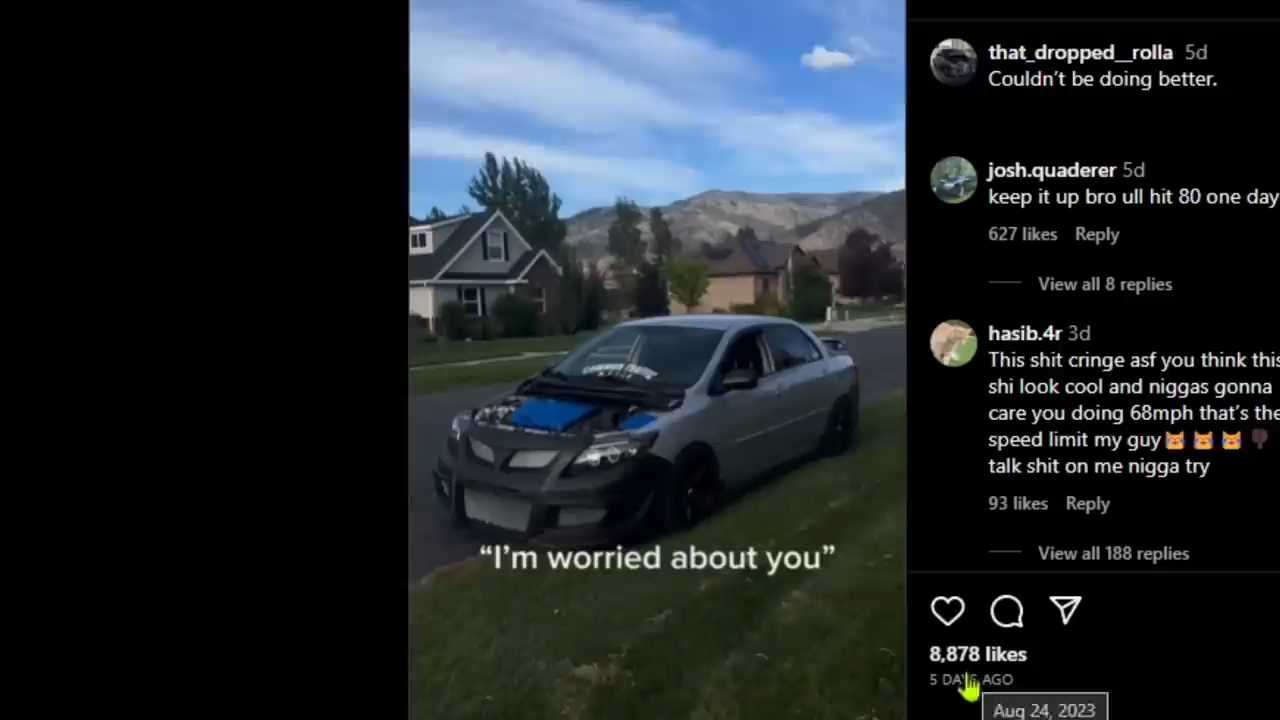 that_dropped__rolla 5d
Couldn't be doing better.
josh.quaderer 5d
keep it up bro ull hit 80 one day
627 likes Reply
View all 8 replies
hasib.4r 3d
This shit cringe asf you think this
shi look cool and niggas gonna
care you doing 68mph that's the
speed limit my guy😹 😹 😹 👎🏿
talk shit on me nigga try
93 likes Reply
View all 188 replies
"I'm worried about you"
8,878 likes
5 DAYS AGO
Aug 24, 2023